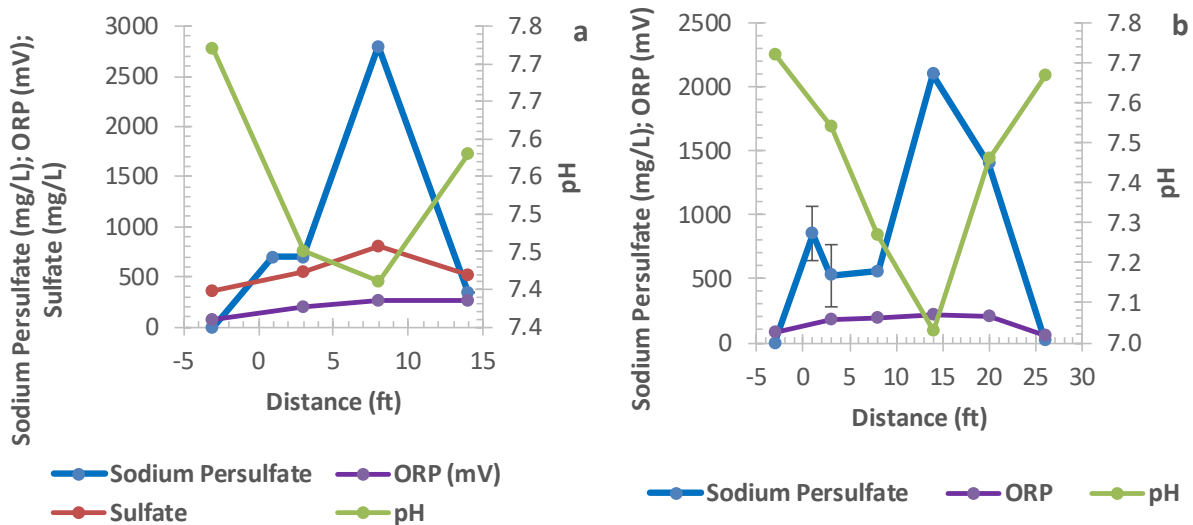 a
Sodium Persulfate (mg/L); ORP (mV);
Sulfate (mg/L)
3000
2500
2000
1500
1000
500
0
7.8
7.7
7.7
7.6
7.6
7.5
7.5
7.4
7.4
pH
-5
0
5
10
15
Distance (ft)
Sodium Persulfate
ORP (mV)
Sulfate
pH
b
Sodium Persulfate (mg/L); ORP (mV
2500
2000
1500
1000
500
0
7.8
7.7
7.6
7.5
7.4
7.3
7.2
7.1
7.0
pH
-5
0
5
10
15
20
25
30
Distance (ft)
Sodium Persulfate
ORP
pH